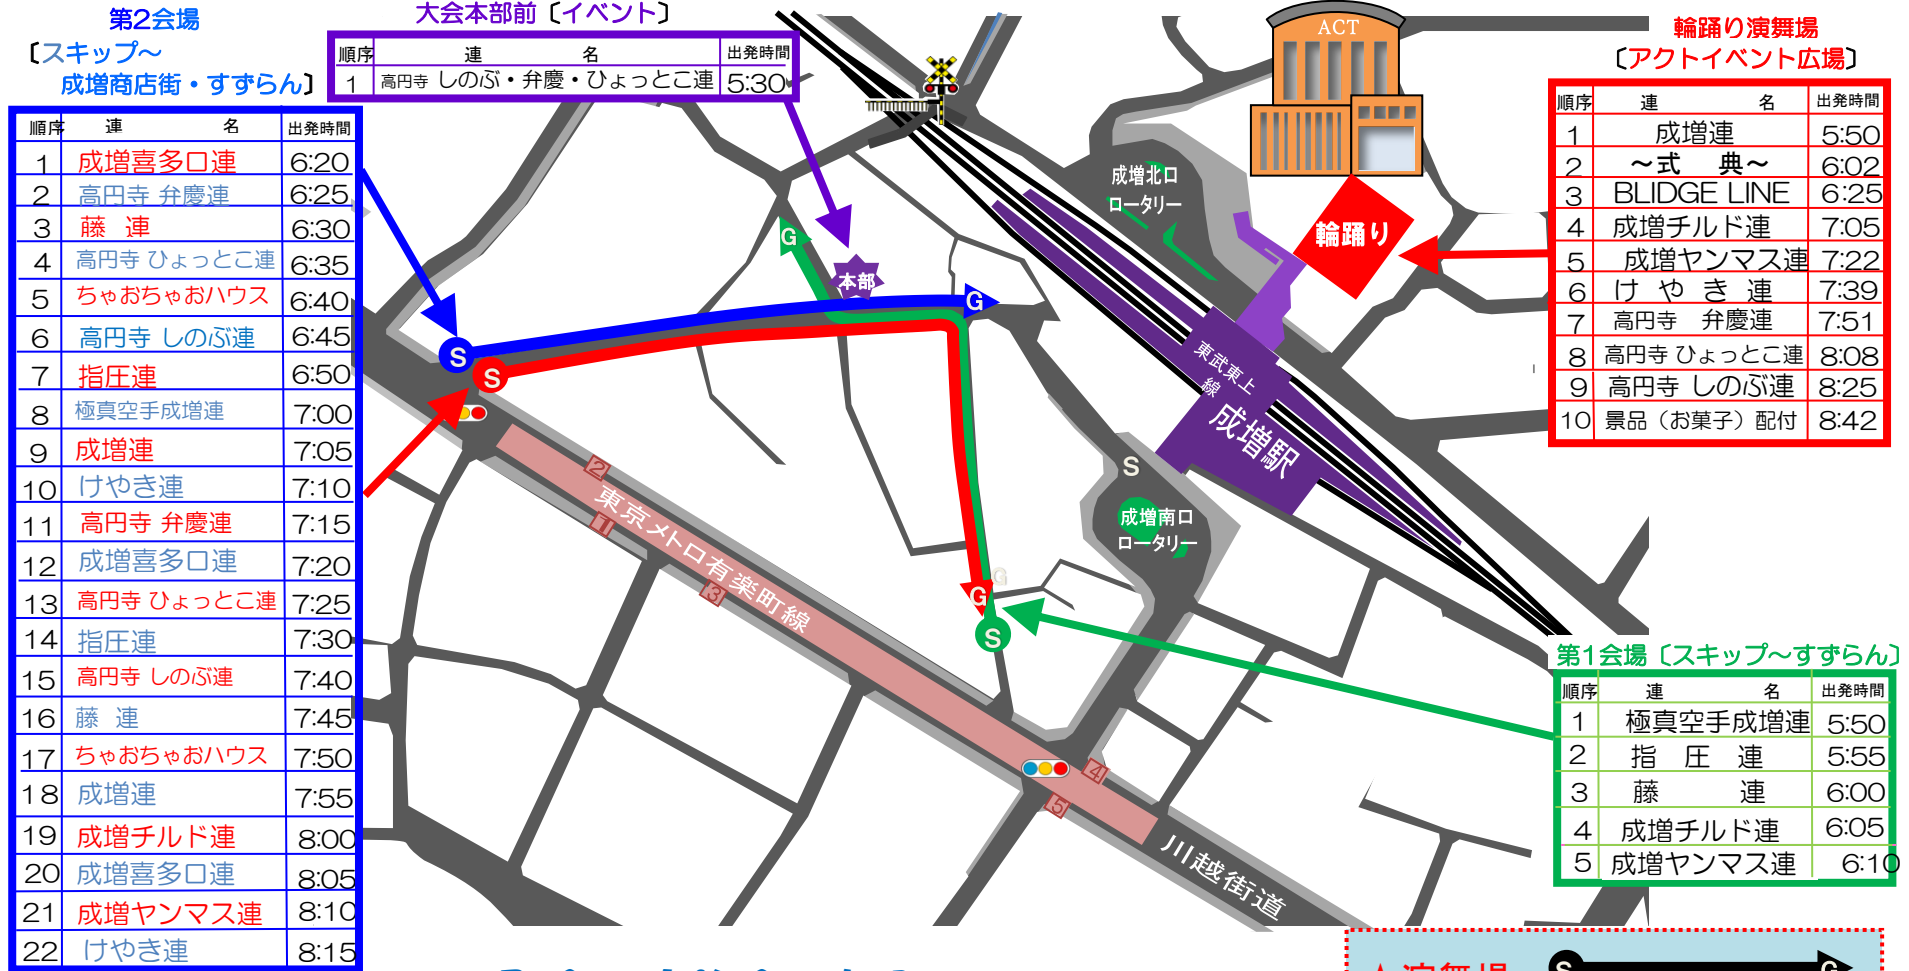 第2会場
〔スキップ～
成増商店街・すずらん〕
順序 連 名 出発時間
1 成増喜多口連 6:20
2 高円寺 弁慶連 6:25
3 藤 連 6:30
4 高円寺 ひょっとこ連 6:35
5 ちゃおちゃおハウス 6:40
6 高円寺 しのぶ連 6:45
7 指圧連 6:50
8 極真空手成増連 7:00
9 成増連 7:05
10 けやき連 7:10
11 高円寺 弁慶連 7:15
12 成増喜多口連 7:20
13 高円寺 ひょっとこ連 7:25
14 指圧連 7:30
15 高円寺 しのぶ連 7:40
16 藤 連 7:45
17 ちゃおちゃおハウス 7:50
18 成増連 7:55
19 成増チルド連 8:00
20 成増喜多口連 8:05
21 成増ヤンマス連 8:10
22 けやき連 8:15
大会本部前〔イベント〕
順序 連 名 出発時間
1 高円寺 しのぶ・弁慶・ひょっとこ連 5:30
ACT
輪踊り演舞場
〔アクトイベント広場〕
順序 連 名 出発時間
1 成増連 5:50
2 ～式 典～ 6:02
3 BLIDGE LINE 6:25
4 成増チルド連 7:05
5 成増ヤンマス連 7:22
6 け や き 連 7:39
7 高円寺 弁慶連 7:51
8 高円寺 ひょっとこ連 8:08
9 高円寺 しのぶ連 8:25
10 景品（お菓子）配付 8:42
成増北口
ロータリー
輪踊り
G
本部
G
S
S
東武東上
線
成増駅
S
成増南口
ロータリー
2
1
東京メトロ有楽町線
3
G
G
S
4
5
川越街道
第1会場〔スキップ～すずらん〕
順序 連 名 出発時間
1 極真空手成増連 5:50
2 指 圧 連 5:55
3 藤 連 6:00
4 成増チルド連 6:05
5 成増ヤンマス連 6:10
演舞場
S
G